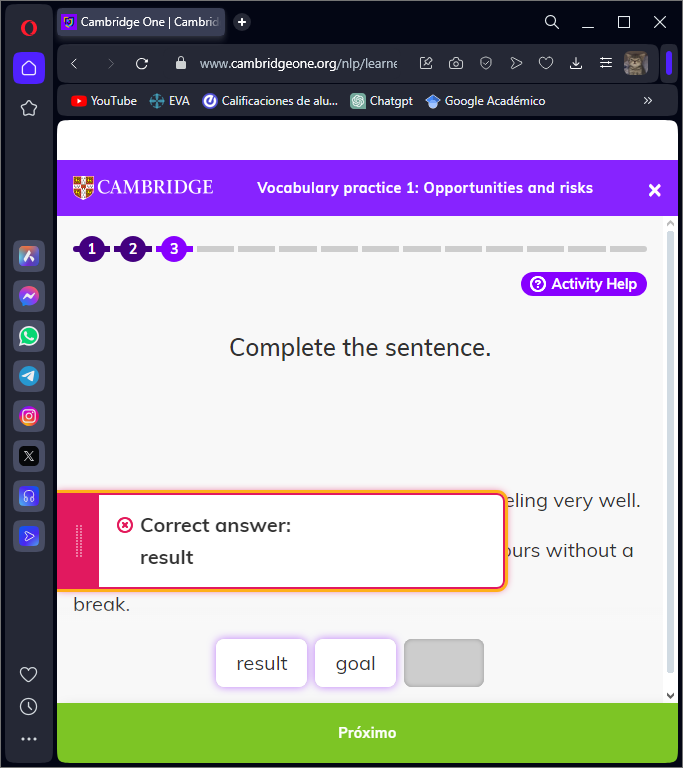 Cambridge One | Cambrid
www.cambridgeone.org/nlp/learne
YouTube
EVA
Calificaciones de alu...
Chatgpt
Google Académico
CAMBRIDGE
Vocabulary practice 1: Opportunities and risks
1 2 3
Activity Help
Complete the sentence.
eling very well.
Correct answer:
result
ours without a
break.
result
goal
Próximo